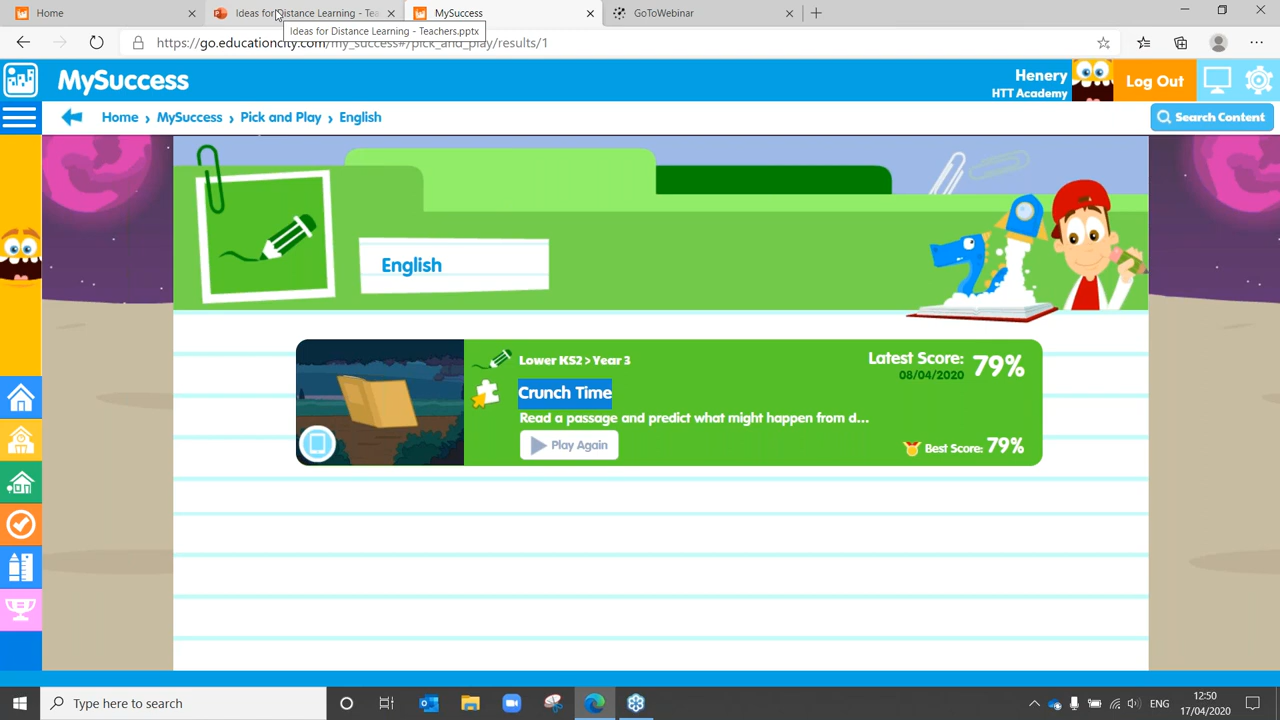 Home
Ideas for Distance Learning - Tea
MySuccess
GoToWebinar
Ideas for Distance Learning - Teachers.pptx
https://go.educationcity.com/my_success#/pick_and_play/results/1
MySuccess
Henery
HTT Academy
Log Out
Home › MySuccess › Pick and Play › English
Search Content
English
Lower KS2 > Year 3
Latest Score: 79%
08/04/2020
Crunch Time
Read a passage and predict what might happen from d...
Play Again
Best Score: 79%
Type here to search
ENG
12:50
17/04/2020